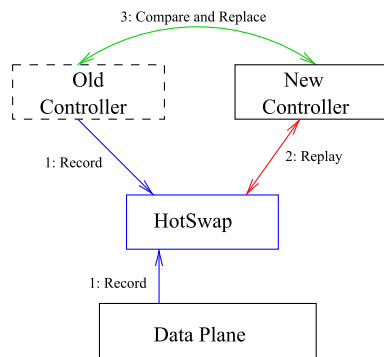 3: Compare and Replace
Old
Controller
New
Controller
1: Record
2: Replay
HotSwap
1: Record
Data Plane